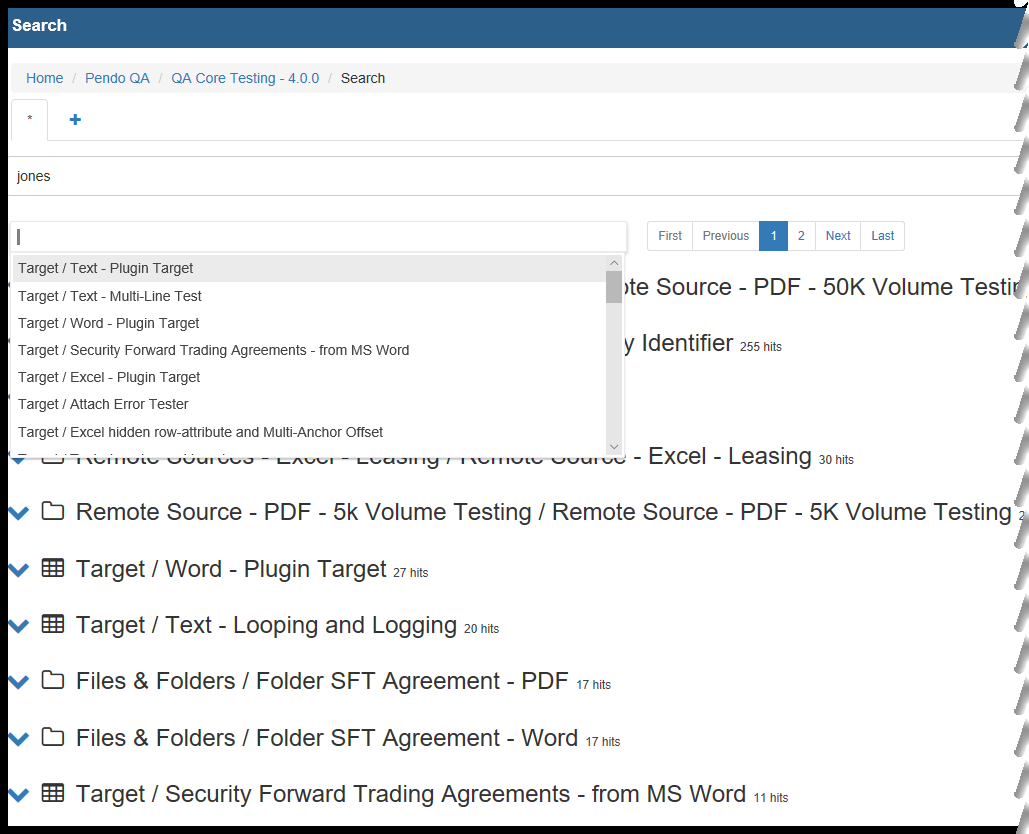 Search
Home / Pendo QA / QA Core Testing - 4.0.0 / Search
*
+
jones
First Previous 1 2 Next Last
Target / Text - Plugin Target
Source - PDF - 50K Volume
Target / Text - Multi-Line Test
Target / Word - Plugin Target
y Identifier 255 hits
Target / Security Forward Trading Agreements - from MS Word
Target / Excel - Plugin Target
Target / Attach Error Tester
Target / Excel hidden row-attribute and Multi-Anchor Offset
Remote Sources - Excel - Leasing / Remote Source - Excel - Leasing 30 hits
Remote Source - PDF - 5k Volume Testing / Remote Source - PDF - 5K Volume Testing
Target / Word - Plugin Target 27 hits
Target / Text - Looping and Logging 20 hits
Files & Folders / Folder SFT Agreement - PDF 17 hits
Files & Folders / Folder SFT Agreement - Word 17 hits
Target / Security Forward Trading Agreements - from MS Word 11 hits